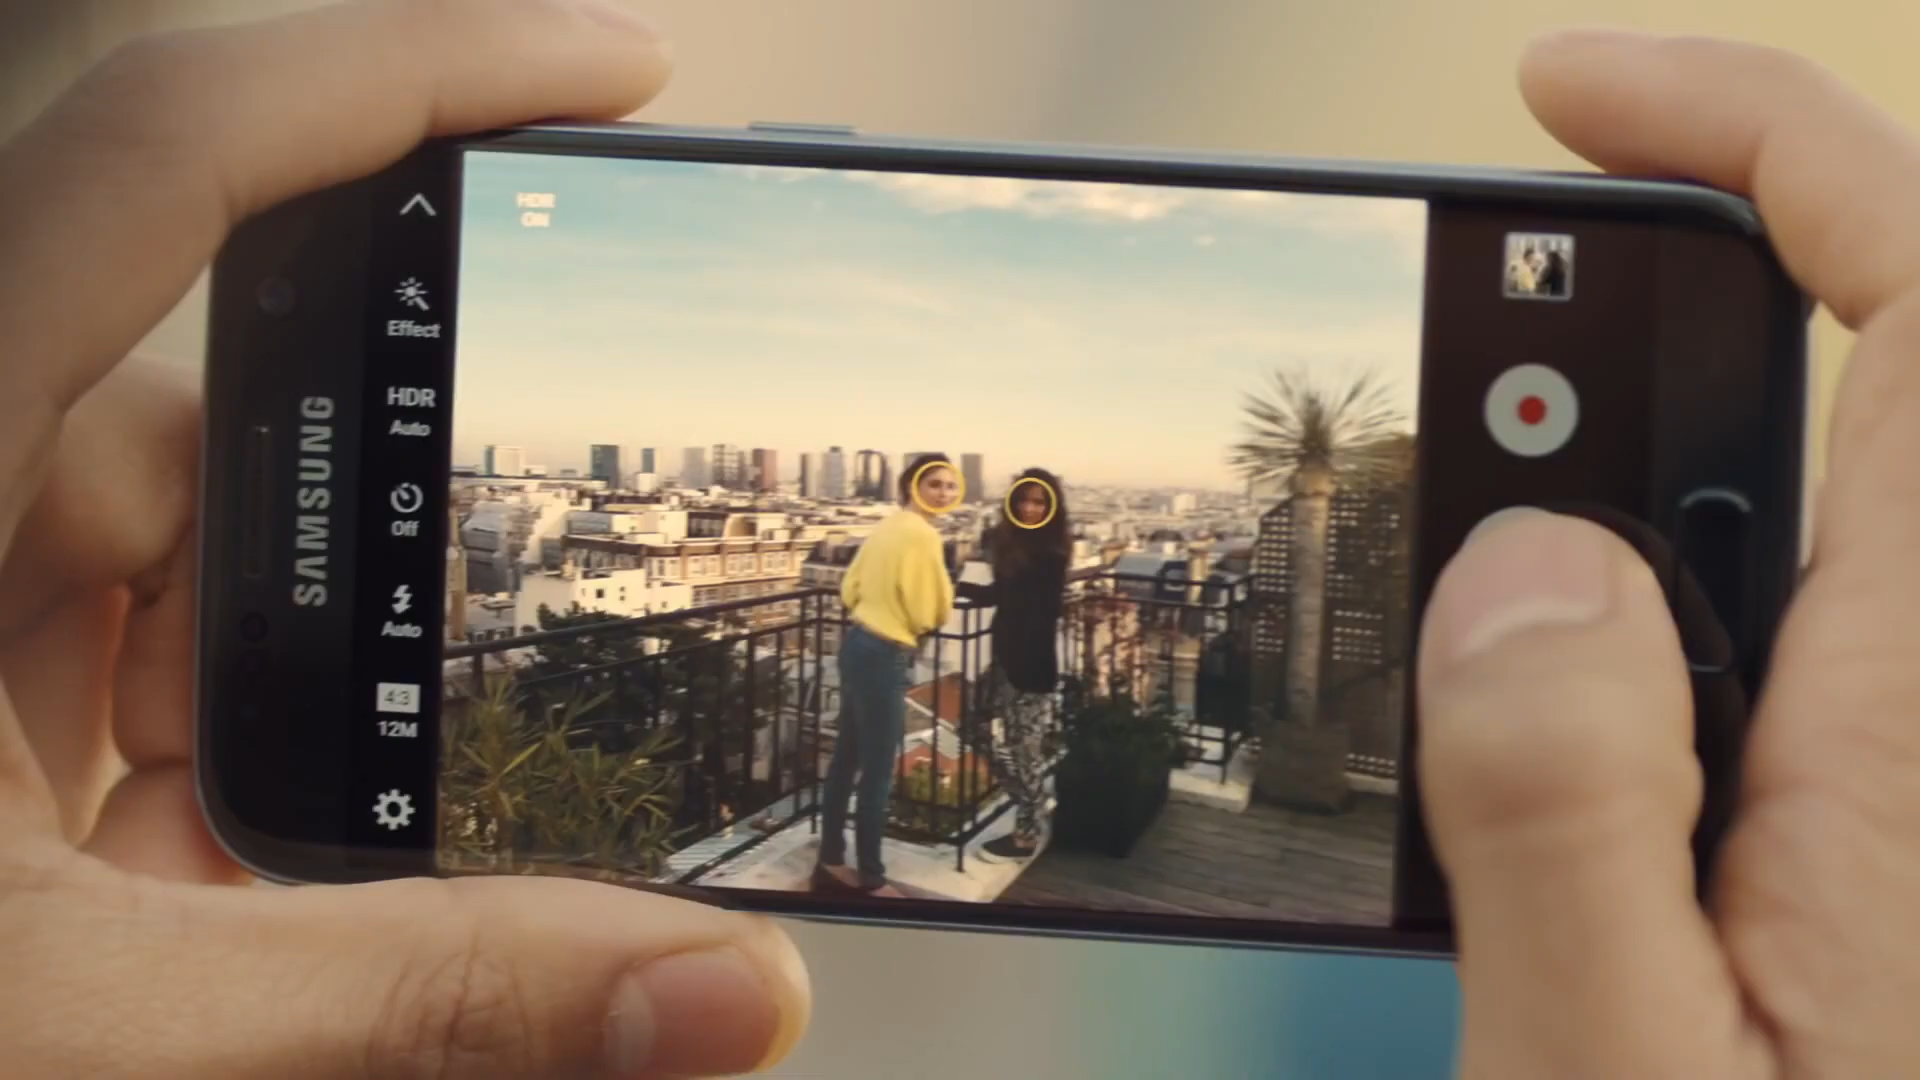 SAMSUNG
HDR
ON
Effect
HDR
Auto
Off
Auto
4:3
12M